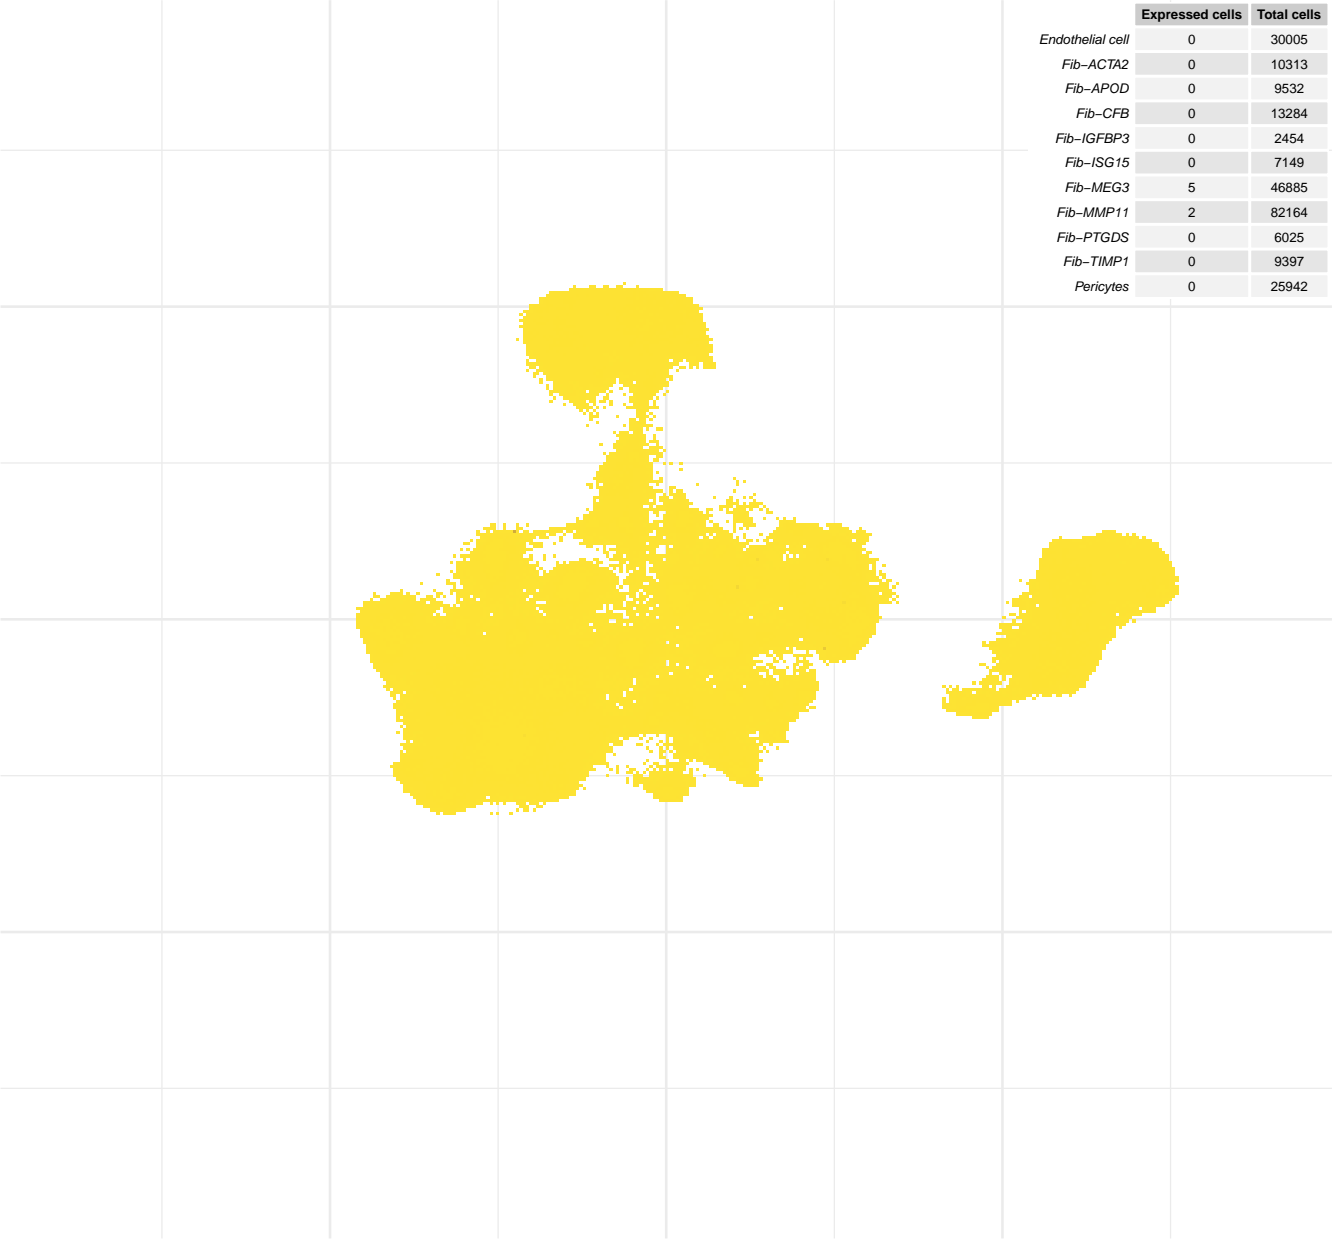 Expressed cells Total cells
Endothelial cell 0 30005
Fib−ACTA2 0 10313
Fib−APOD 0 9532
Fib−CFB 0 13284
Fib−IGFBP3 0 2454
Fib−ISG15 0 7149
Fib−MEG3 5 46885
Fib−MMP11 2 82164
Fib−PTGDS 0 6025
Fib−TIMP1 0 9397
Pericytes 0 25942